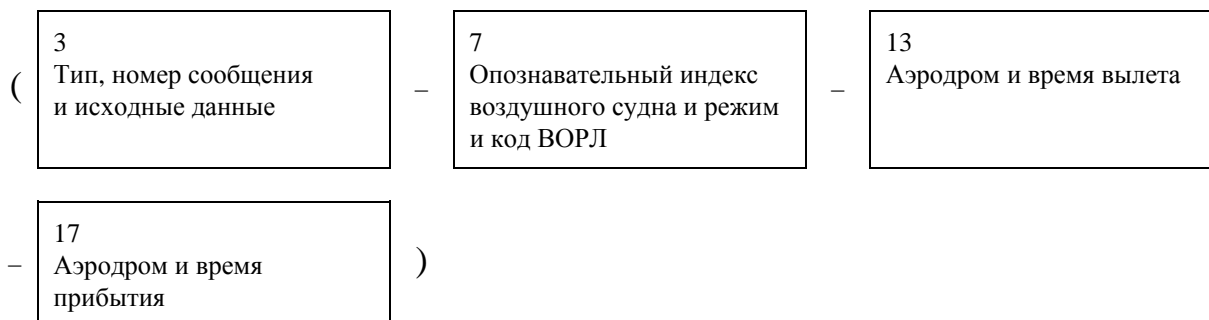 (
3
Тип, номер сообщения
и исходные данные
–
7
Опознавательный индекс
воздушного судна и режим
и код ВОРЛ
–
13
Аэродром и время вылета
–
17
Аэродром и время
прибытия
)